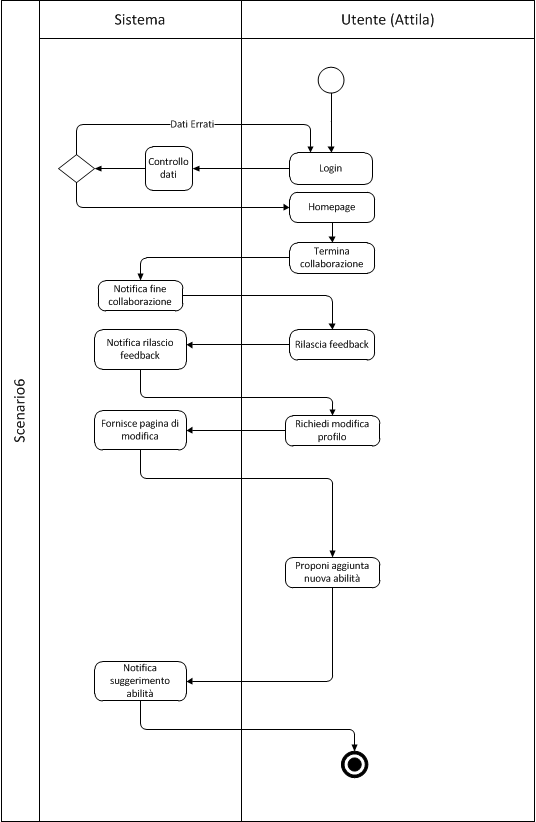 Sistema
Utente (Attila)
Scenario6
Dati Errati
Login
Controllo
dati
Homepage
Termina
collaborazione
Notifica fine
collaborazione
Rilascia feedback
Notifica rilascio
feedback
Richiedi modifica
profilo
Fornisce pagina di
modifica
Proponi aggiunta
nuova abilità
Notifica
suggerimento
abilità